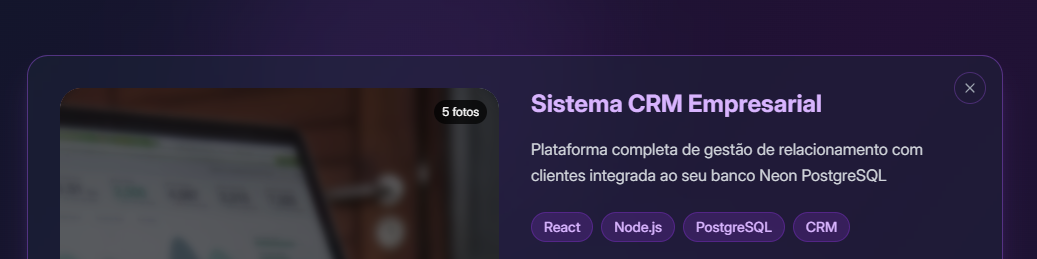 5 fotos
Sistema CRM Empresarial
Plataforma completa de gestão de relacionamento com
clientes integrada ao seu banco Neon PostgreSQL
React
Node.js
PostgreSQL
CRM